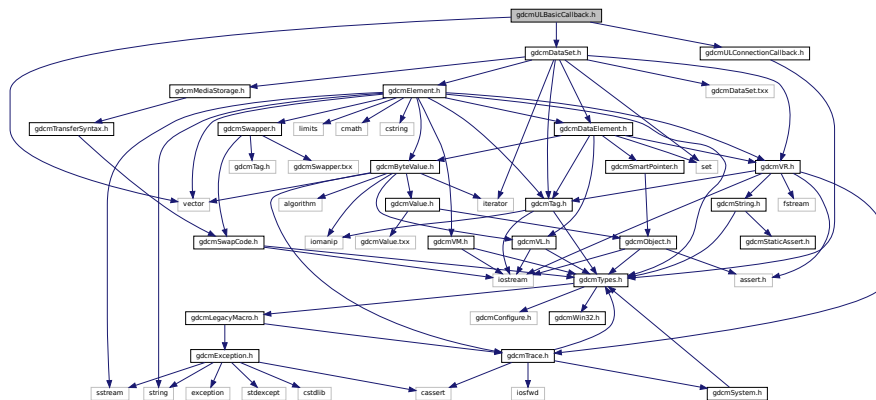 gdcmULBasicCallback.h
gdcmDataSet.h
gdcmULConnectionCallback.h
gdcmMediaStorage.h
gdcmElement.h
gdcmDataSet.txx
gdcmTransferSyntax.h
gdcmSwapper.h
limits
cmath
cstring
gdcmDataElement.h
gdcmTag.h
gdcmSwapper.txx
gdcmByteValue.h
gdcmSmartPointer.h
set
gdcmVR.h
vector
algorithm
gdcmValue.h
iterator
gdcmTag.h
gdcmString.h
fstream
gdcmSwapCode.h
iomanip
gdcmValue.txx
gdcmVM.h
gdcmVL.h
gdcmObject.h
gdcmStaticAssert.h
iostream
gdcmTypes.h
assert.h
gdcmLegacyMacro.h
gdcmConfigure.h
gdcmWin32.h
gdcmException.h
gdcmTrace.h
sstream
string
exception
stdexcept
cstdlib
cassert
iosfwd
gdcmSystem.h